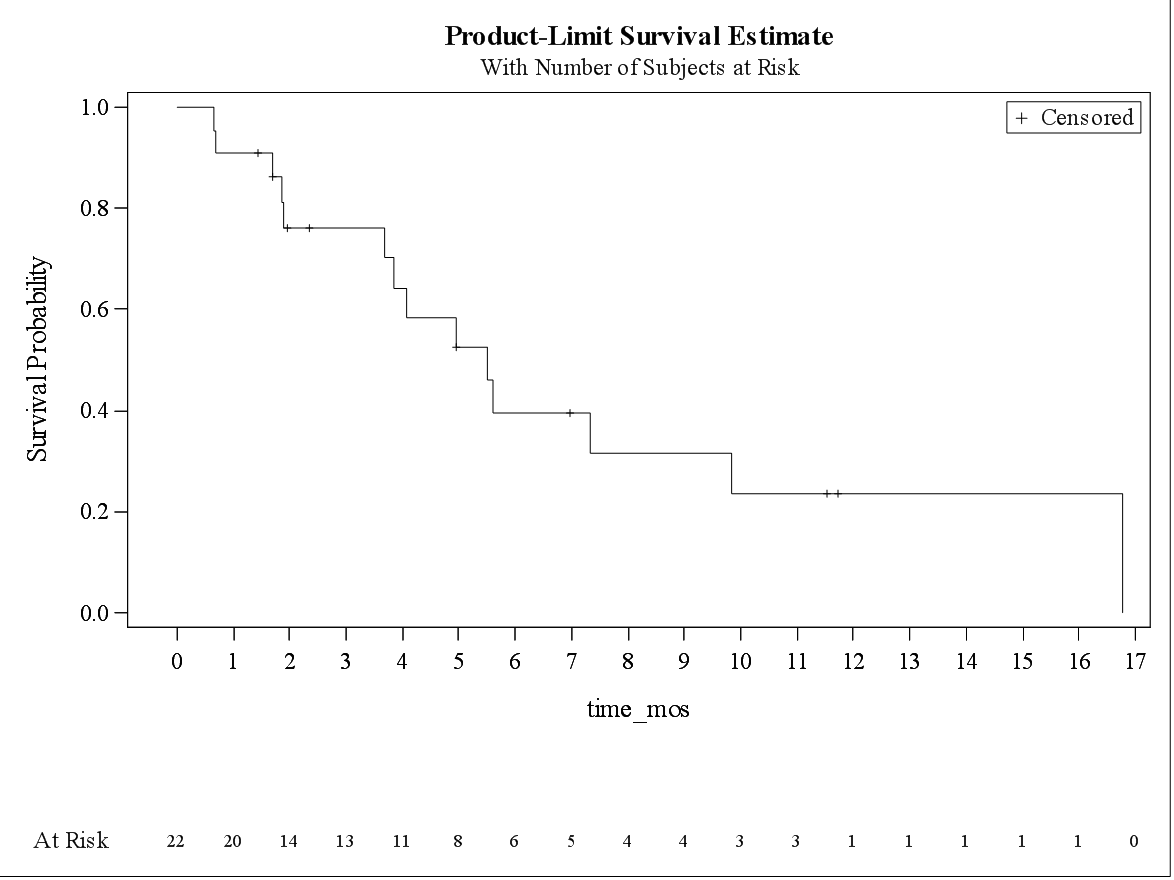 Product-Limit Survival Estimate
With Number of Subjects at Risk
+ Censored
1.0
0.8
0.6
0.4
0.2
0.0
Survival Probability
0 1 2 3 4 5 6 7 8 9 10 11 12 13 14 15 16 17
time_mos
At Risk 22 20 14 13 11 8 6 5 4 4 3 3 1 1 1 1 1 0